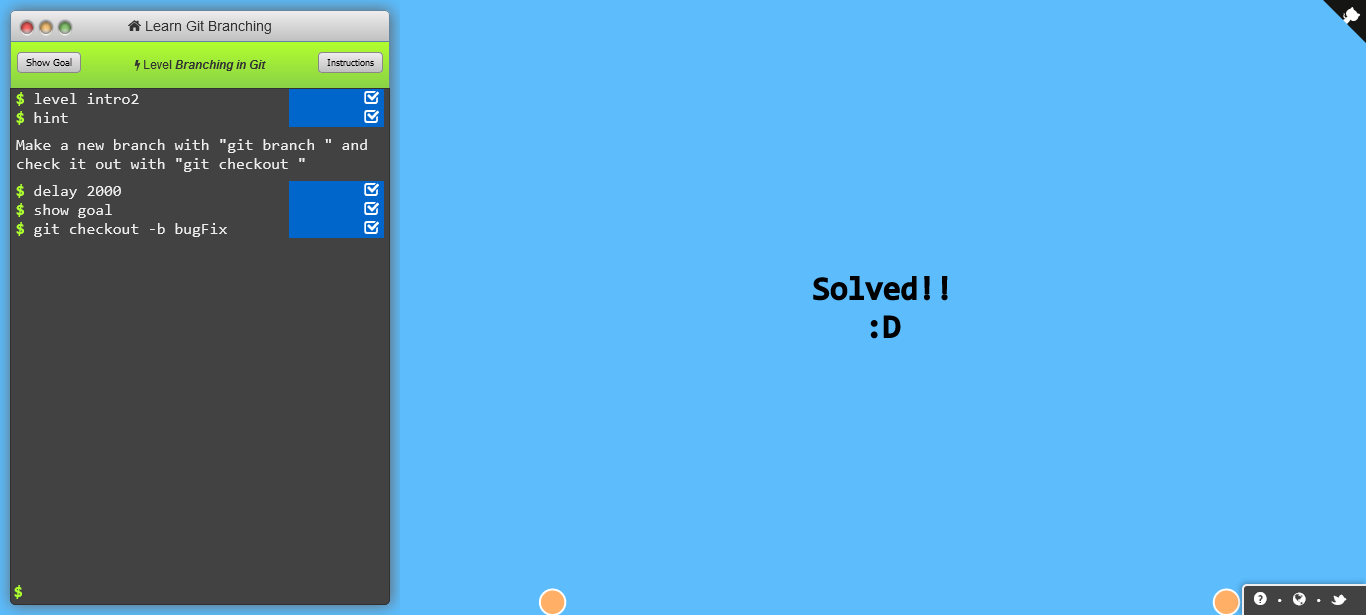 Learn Git Branching
Show Goal
Level Branching in Git
Instructions
$ level intro2
$ hint
Make a new branch with "git branch " and
check it out with "git checkout "
$ delay 2000
$ show goal
$ git checkout -b bugFix
$
Solved!!
:D